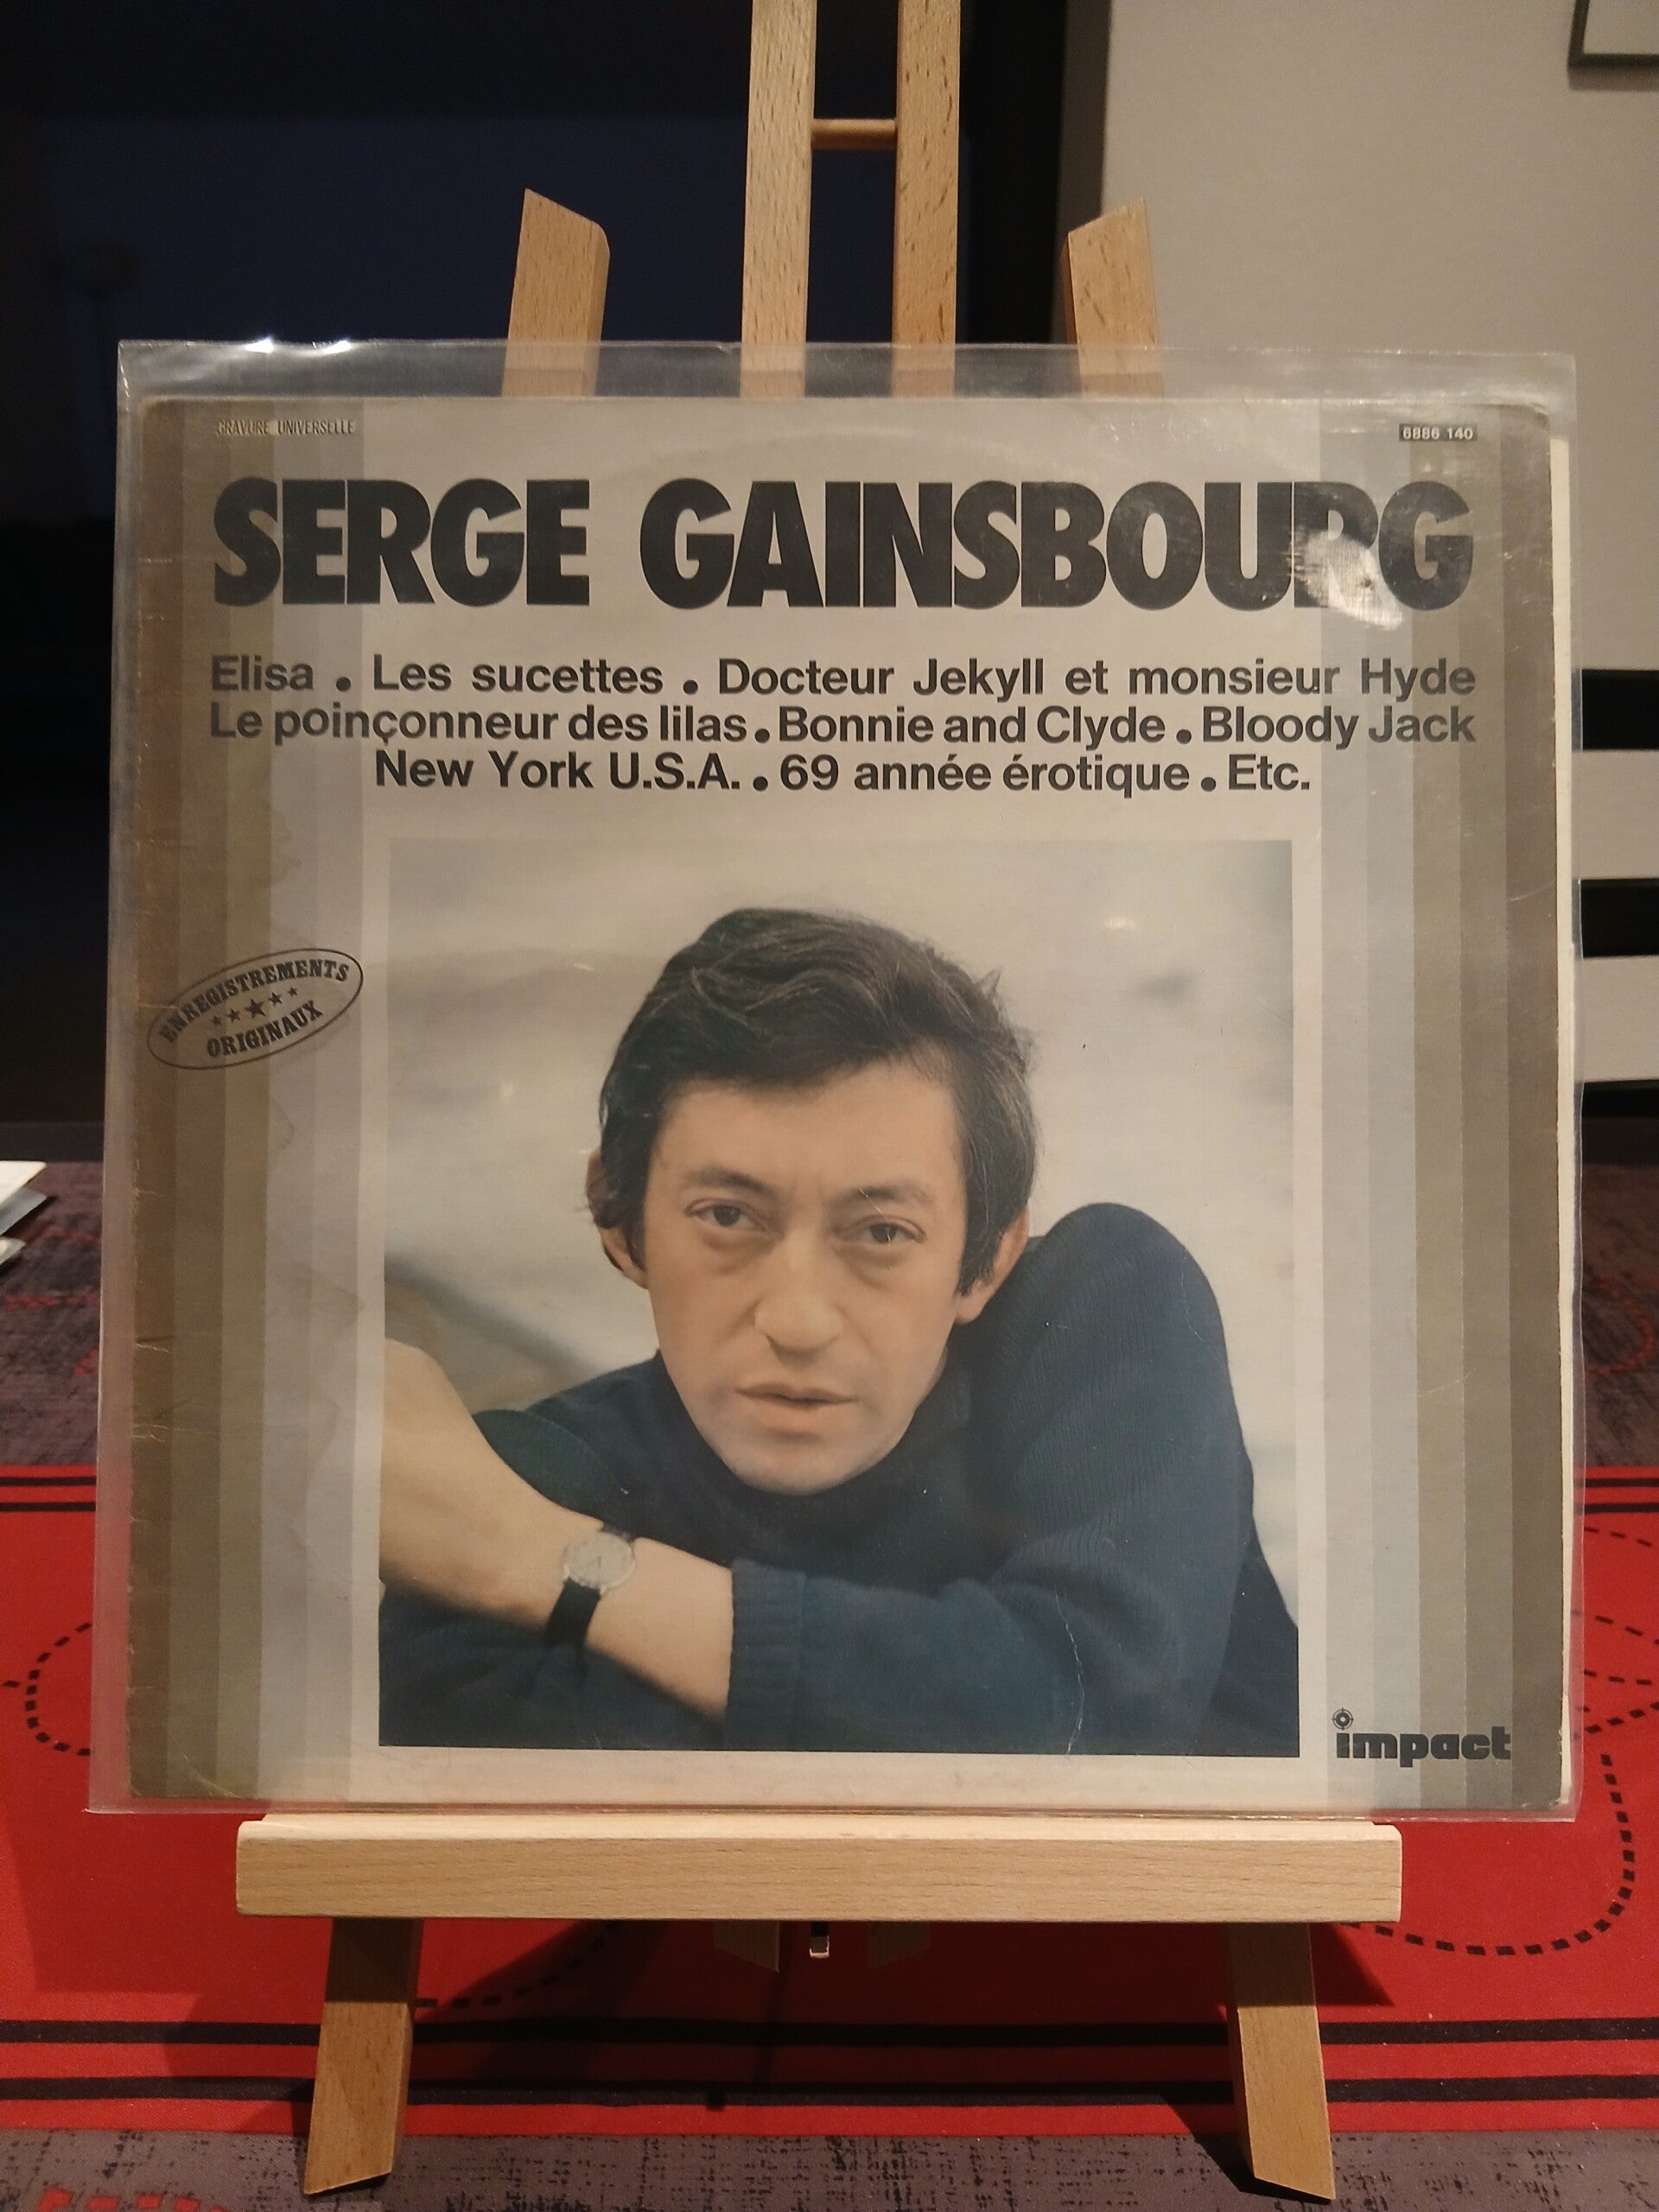 GRAVURE UNIVERSELLE
6886 140
SERGE GAINSBOURG
Elisa • Les sucettes • Docteur Jekyll et monsieur Hyde
Le poinçonneur des lilas • Bonnie and Clyde • Bloody Jack
New York U.S.A. • 69 année érotique • Etc.
ENREGISTREMENTS
ORIGINAUX
impact